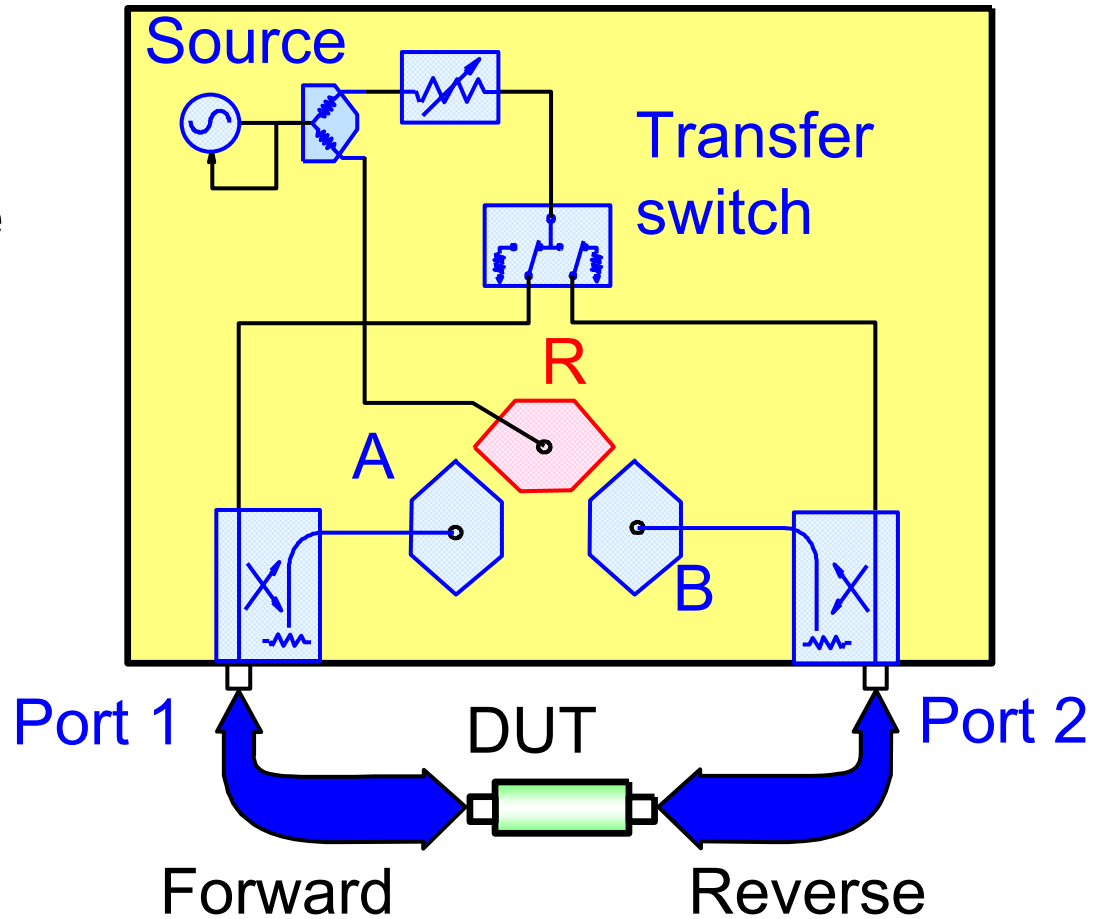 Source
Transfer
switch
R
A
B
Port 1
DUT
Port 2
Forward
Reverse